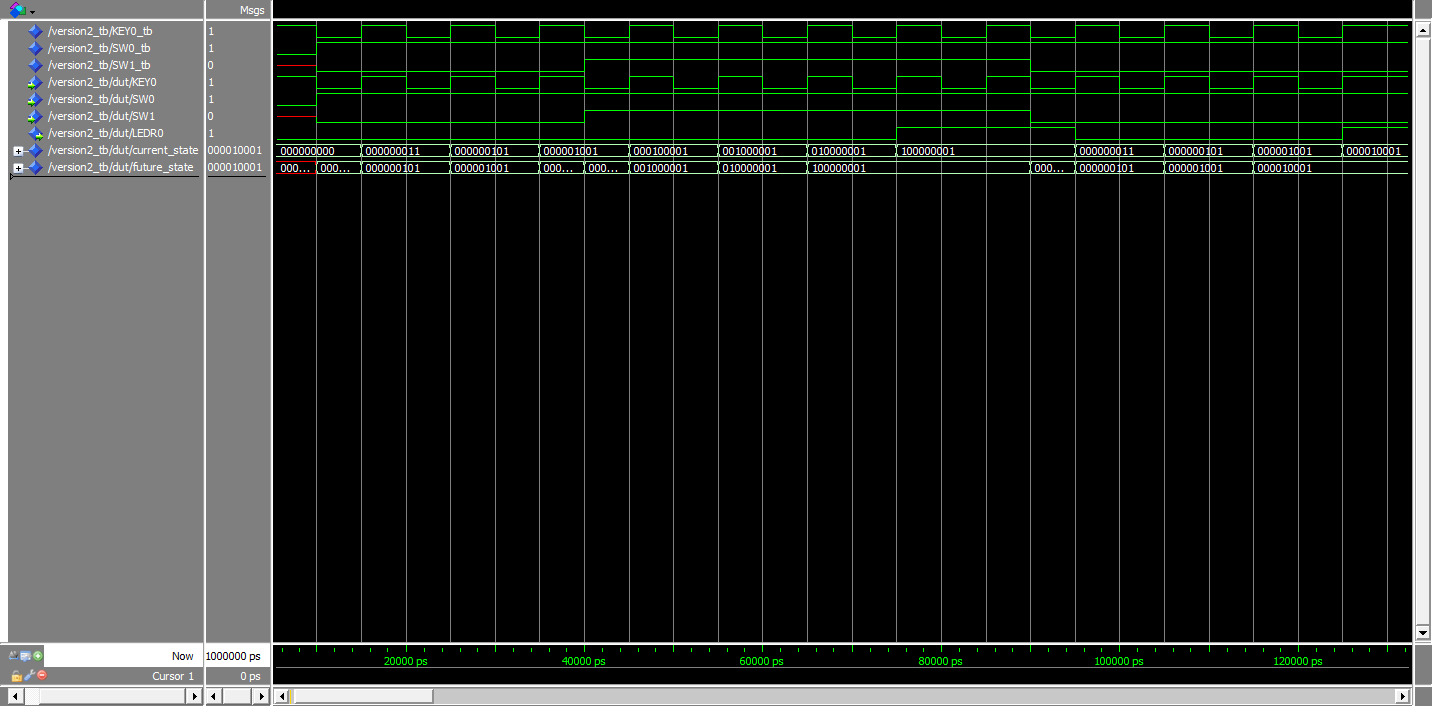 Msgs
/version2_tb/KEY0_tb 1
/version2_tb/SW0_tb 1
/version2_tb/SW1_tb 0
/version2_tb/dut/KEY0 1
/version2_tb/dut/SW0 1
/version2_tb/dut/SW1 0
/version2_tb/dut/LEDR0 1
/version2_tb/dut/current_state 000010001 000000000 000000011 000000101 000001001 000100001 001000001 010000001 100000001 000000011 000000101 000001001 000010001
/version2_tb/dut/future_state 000010001 000... 000... 000000101 000001001 000... 000... 001000001 010000001 100000001 000... 000000101 000001001 000010001
Now 1000000 ps 20000 ps 40000 ps 60000 ps 80000 ps 100000 ps 120000 ps
Cursor 1 0 ps